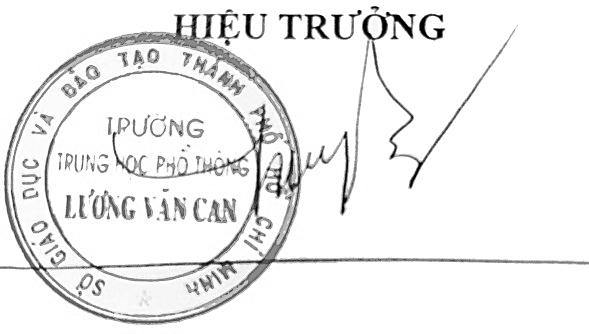 HIỆU TRƯỞNG
SỞ GIÁO DỤC VÀ ĐÀO TẠO THÀNH PHỐ HỒ CHÍ MINH
TRƯỜNG
TRUNG HỌC PHỔ THÔNG
LƯƠNG VĂN CAN